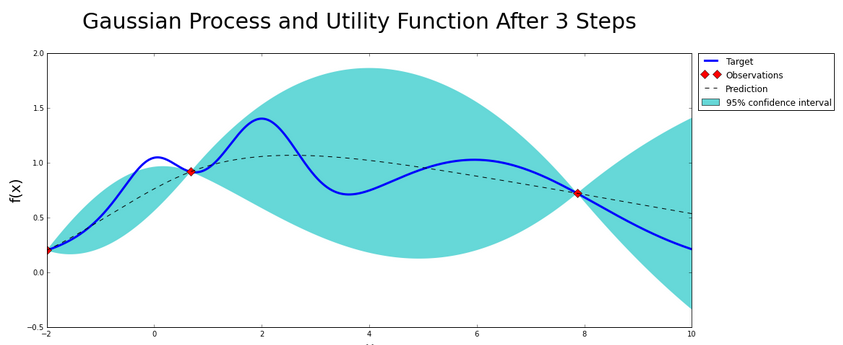 Gaussian Process and Utility Function After 3 Steps
2.0
1.5
1.0
0.5
0.0
−0.5
f(x)
−2
0
2
4
6
8
10
Target
Observations
Prediction
95% confidence interval